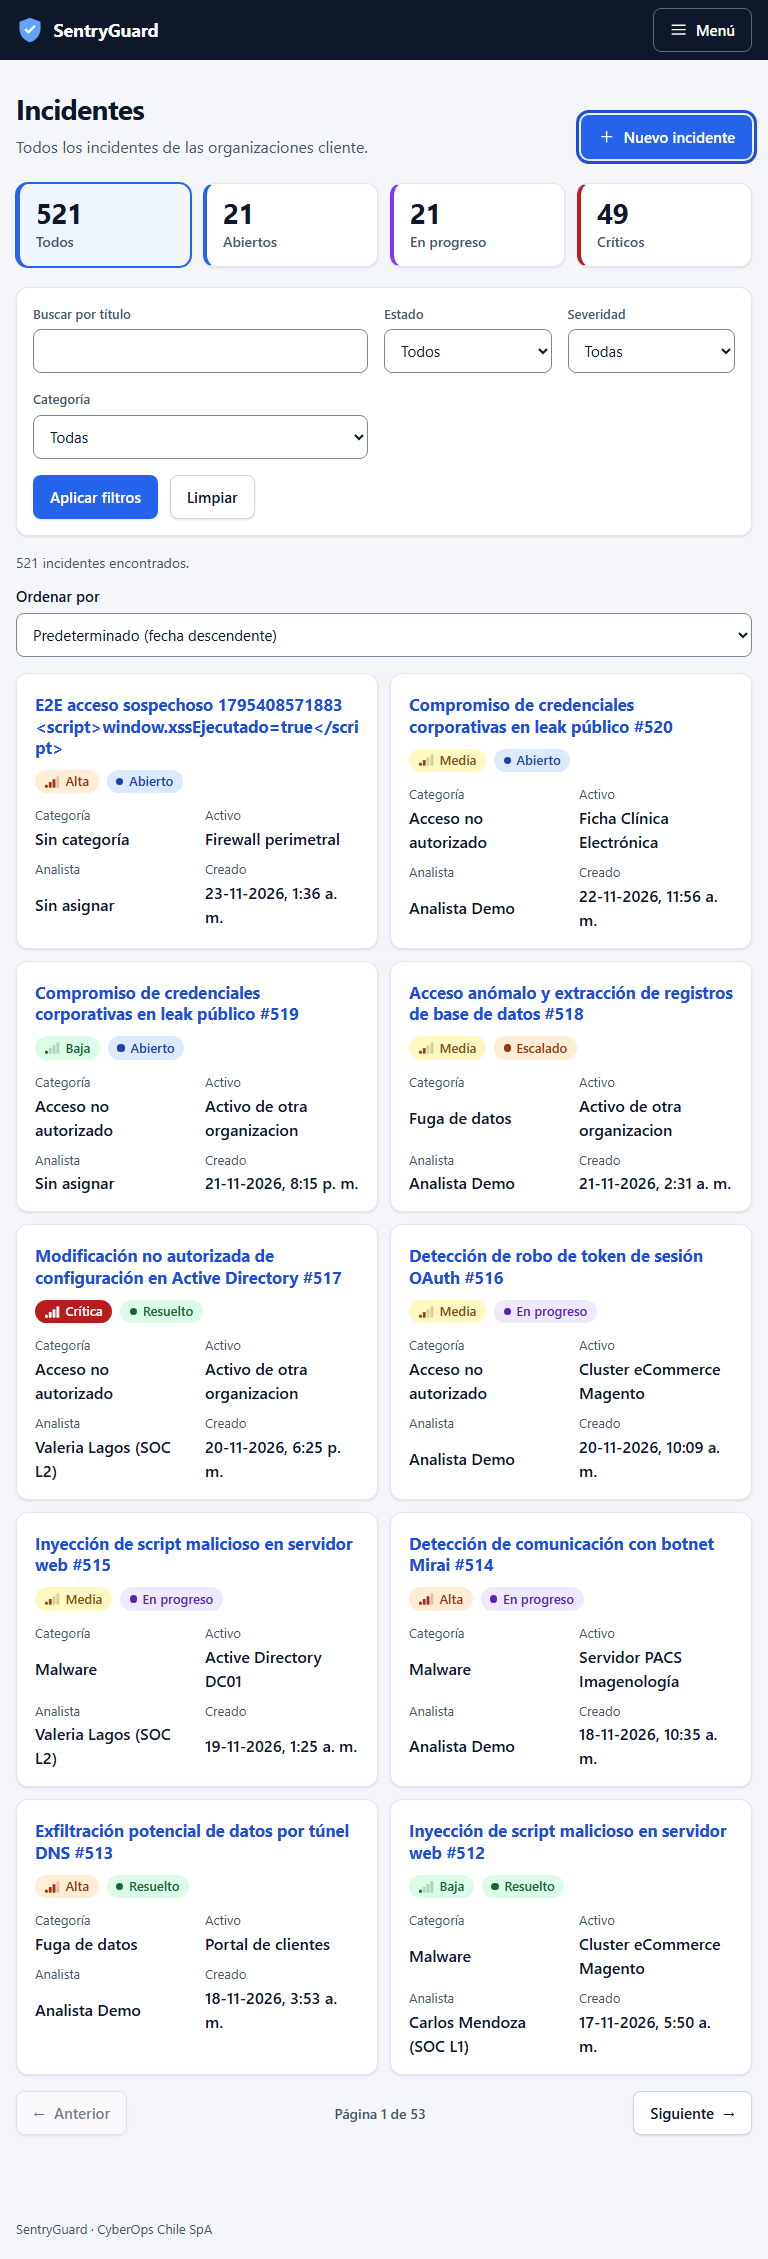 SentryGuard
Menú
Incidentes
Todos los incidentes de las organizaciones cliente.
+ Nuevo incidente
521
Todos
21
Abiertos
21
En progreso
49
Críticos
Buscar por título
Estado
Severidad
Todos
Todas
Categoría
Todas
Aplicar filtros
Limpiar
521 incidentes encontrados.
Ordenar por
Predeterminado (fecha descendente)
E2E acceso sospechoso 1795408571883
<script>window.xssEjecutado=true</scri
pt>
Alta
Abierto
Categoría
Activo
Sin categoría
Firewall perimetral
Analista
Creado
Sin asignar
23-11-2026, 1:36 a.
m.
Compromiso de credenciales
corporativas en leak público #520
Media
Abierto
Categoría
Activo
Acceso no
autorizado
Ficha Clínica
Electrónica
Analista
Creado
Analista Demo
22-11-2026, 11:56 a.
m.
Compromiso de credenciales
corporativas en leak público #519
Baja
Abierto
Categoría
Activo
Acceso no
autorizado
Activo de otra
organizacion
Analista
Creado
Sin asignar
21-11-2026, 8:15 p. m.
Acceso anómalo y extracción de registros
de base de datos #518
Media
Escalado
Categoría
Activo
Fuga de datos
Activo de otra
organizacion
Analista
Creado
Analista Demo
21-11-2026, 2:31 a. m.
Modificación no autorizada de
configuración en Active Directory #517
Crítica
Resuelto
Categoría
Activo
Acceso no
autorizado
Activo de otra
organizacion
Analista
Creado
Valeria Lagos (SOC
L2)
20-11-2026, 6:25 p.
m.
Detección de robo de token de sesión
OAuth #516
Media
En progreso
Categoría
Activo
Acceso no
autorizado
Cluster eCommerce
Magento
Analista
Creado
Analista Demo
20-11-2026, 10:09 a.
m.
Inyección de script malicioso en servidor
web #515
Media
En progreso
Categoría
Activo
Malware
Active Directory
DC01
Analista
Creado
Valeria Lagos (SOC
L2)
19-11-2026, 1:25 a. m.
Detección de comunicación con botnet
Mirai #514
Alta
En progreso
Categoría
Activo
Malware
Servidor PACS
Imagenología
Analista
Creado
Analista Demo
18-11-2026, 10:35 a.
m.
Exfiltración potencial de datos por túnel
DNS #513
Alta
Resuelto
Categoría
Activo
Fuga de datos
Portal de clientes
Analista
Creado
Analista Demo
18-11-2026, 3:53 a.
m.
Inyección de script malicioso en servidor
web #512
Baja
Resuelto
Categoría
Activo
Malware
Cluster eCommerce
Magento
Analista
Creado
Carlos Mendoza
(SOC L1)
17-11-2026, 5:50 a.
m.
← Anterior
Página 1 de 53
Siguiente →
SentryGuard · CyberOps Chile SpA